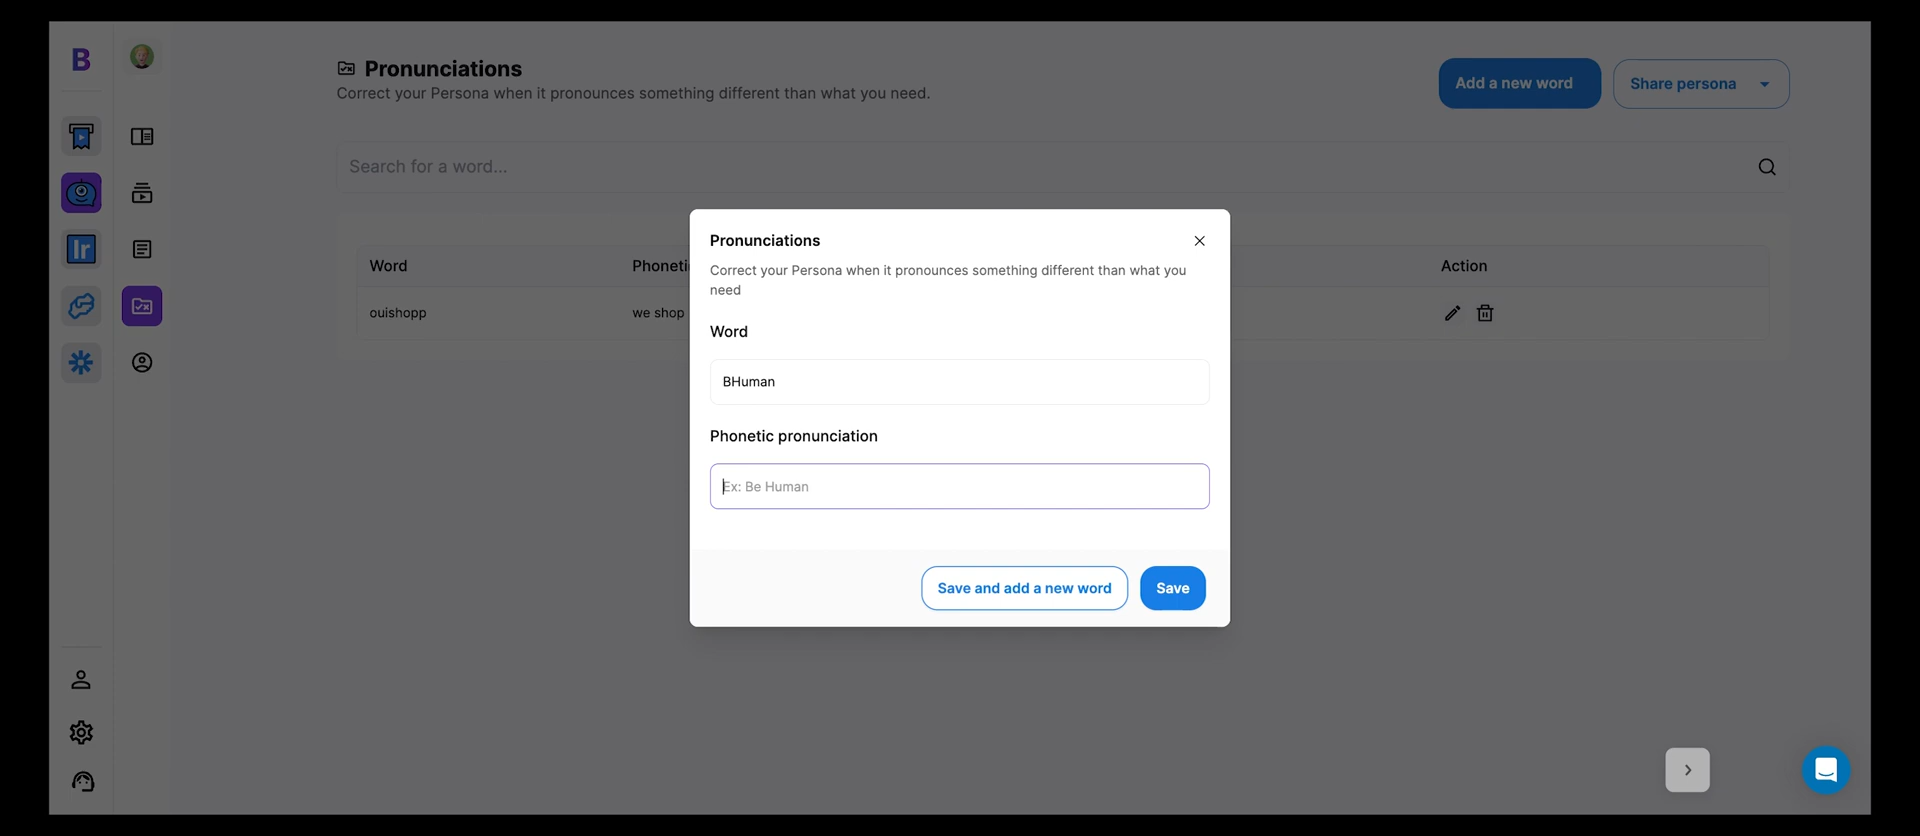 B
Pronunciations
Correct your Persona when it pronounces something different than what you need.
Add a new word
Share persona
Search for a word...
Word
Action
ouishopp
we shop
Ir
Pronunciations
Correct your Persona when it pronounces something different than what you
need
Word
BHuman
Phonetic pronunciation
Ex: Be Human
Save and add a new word
Save